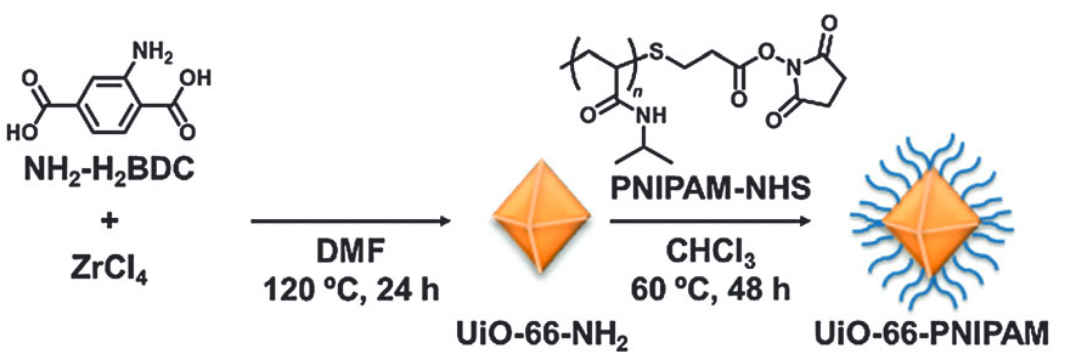 NH₂
O
OH
HO
O
NH₂-H₂BDC
+
ZrCl₄
DMF
120 ºC, 24 h
UiO-66-NH₂
S
O
O
N
O
O
n
O
NH
PNIPAM-NHS
CHCl₃
60 ºC, 48 h
UiO-66-PNIPAM